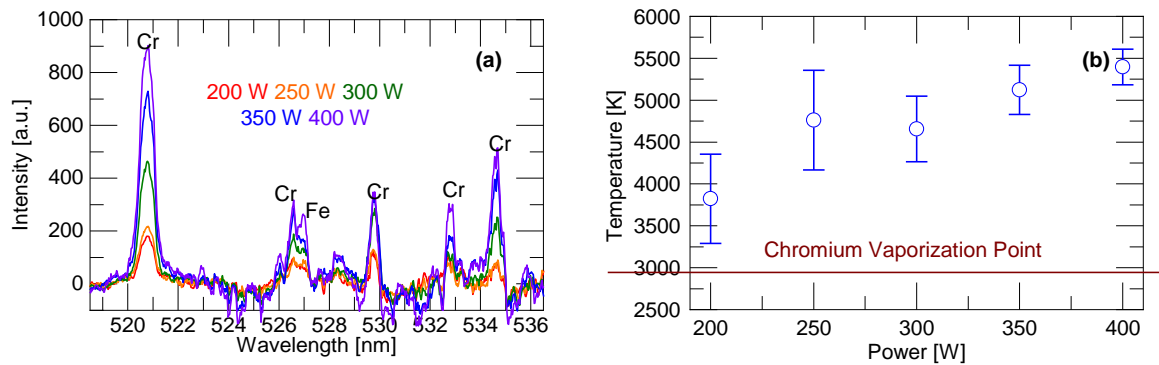 (a)
Cr
Cr
Fe
Cr
Cr
Cr
200 W 250 W 300 W
350 W 400 W
Intensity [a.u.]
1000
800
600
400
200
0
520 522 524 526 528 530 532 534 536
Wavelength [nm]
(b)
Temperature [K]
6000
5500
5000
4500
4000
3500
3000
2500
Chromium Vaporization Point
200 250 300 350 400
Power [W]